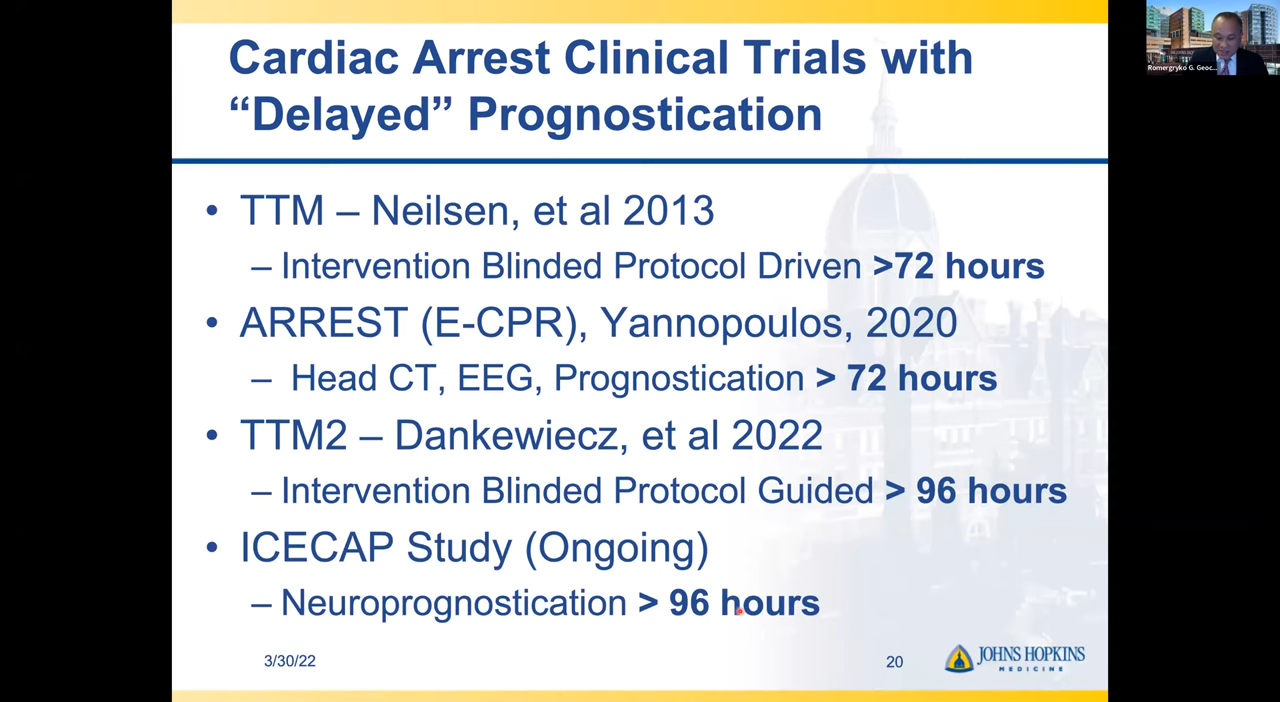 Cardiac Arrest Clinical Trials with
“Delayed” Prognostication
• TTM – Neilsen, et al 2013
– Intervention Blinded Protocol Driven >72 hours
• ARREST (E-CPR), Yannopoulos, 2020
– Head CT, EEG, Prognostication > 72 hours
• TTM2 – Dankewiecz, et al 2022
– Intervention Blinded Protocol Guided > 96 hours
• ICECAP Study (Ongoing)
– Neuroprognostication > 96 hours
3/30/22
20
JOHNS HOPKINS
MEDICINE
Romergryko G. Geoc...